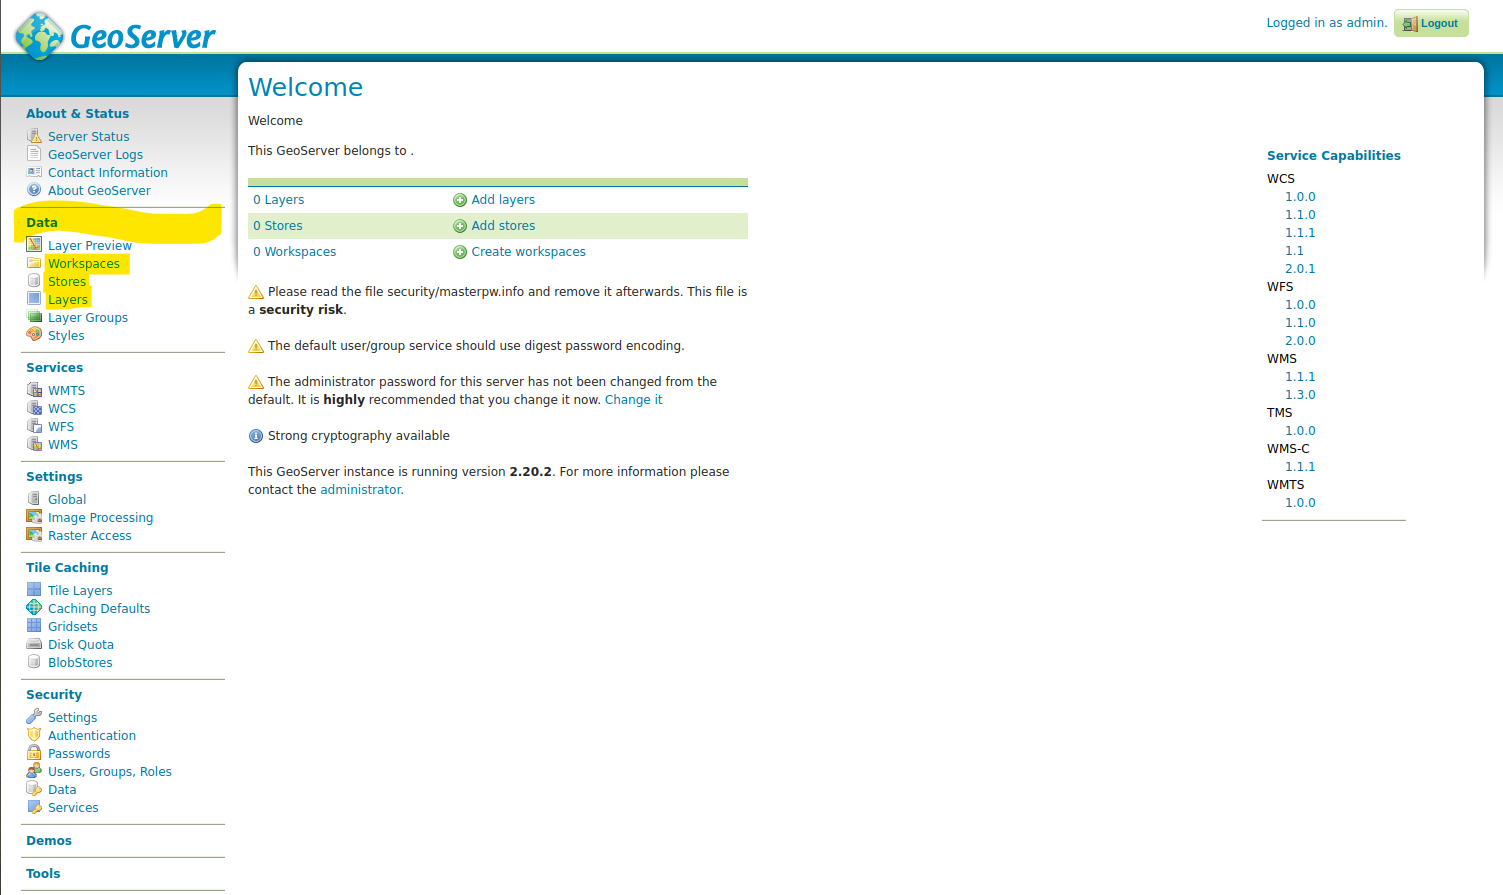 GeoServer
Logged in as admin. Logout
About & Status
Server Status
GeoServer Logs
Contact Information
About GeoServer
Data
Layer Preview
Workspaces
Stores
Layers
Layer Groups
Styles
Services
WMTS
WCS
WFS
WMS
Settings
Global
Image Processing
Raster Access
Tile Caching
Tile Layers
Caching Defaults
Gridsets
Disk Quota
BlobStores
Security
Settings
Authentication
Passwords
Users, Groups, Roles
Data
Services
Demos
Tools
Welcome
Welcome
This GeoServer belongs to .
0 Layers Add layers
0 Stores Add stores
0 Workspaces Create workspaces
Please read the file security/masterpw.info and remove it afterwards. This file is
a security risk.
The default user/group service should use digest password encoding.
The administrator password for this server has not been changed from the
default. It is highly recommended that you change it now. Change it
Strong cryptography available
This GeoServer instance is running version 2.20.2. For more information please
contact the administrator.
Service Capabilities
WCS
1.0.0
1.1.0
1.1.1
1.1
2.0.1
WFS
1.0.0
1.1.0
2.0.0
WMS
1.1.1
1.3.0
TMS
1.0.0
WMS-C
1.1.1
WMTS
1.0.0